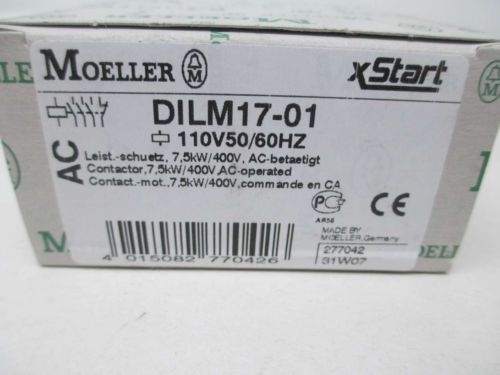 MOELLER
xStart
DILM17-01
110V50/60HZ
AC
Leist.-schuetz, 7,5kW/400V, AC-betaetigt
Contactor,7,5kW/400V,AC-operated
Contact.-mot.,7,5kW/400V,commande en CA
CE
AR56
MADE BY
MOELLER,Germany
277042
31W07
4 015082 770426
MOELLER